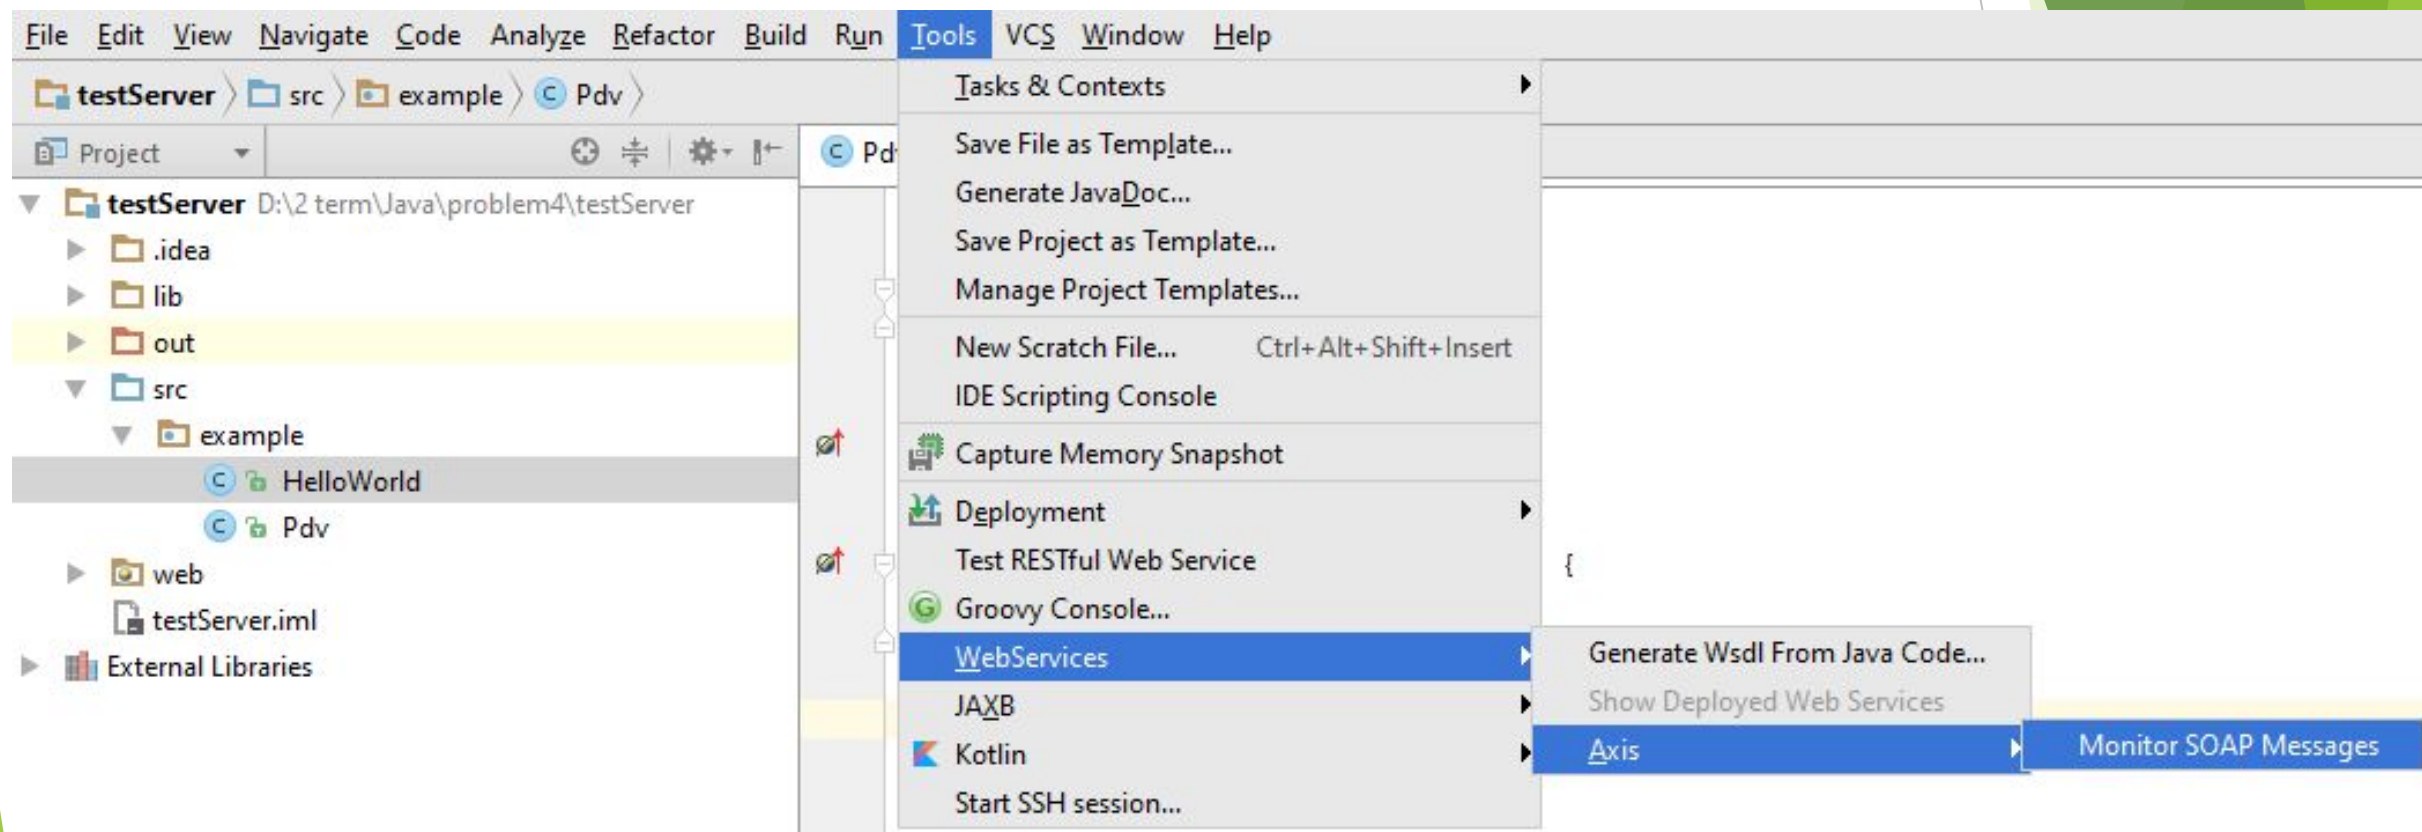 File Edit View Navigate Code Analyze Refactor Build Run Tools VCS Window Help
testServer src example Pdv
Project
testServer D:\2 term\Java\problem4\testServer
.idea
lib
out
src
example
HelloWorld
Pdv
web
testServer.iml
External Libraries
Tasks & Contexts
Save File as Template...
Generate JavaDoc...
Save Project as Template...
Manage Project Templates...
New Scratch File... Ctrl+Alt+Shift+Insert
IDE Scripting Console
Capture Memory Snapshot
Deployment
Test RESTful Web Service
Groovy Console...
WebServices
JAXB
Kotlin
Start SSH session...
{
Generate Wsdl From Java Code...
Show Deployed Web Services
Axis
Monitor SOAP Messages